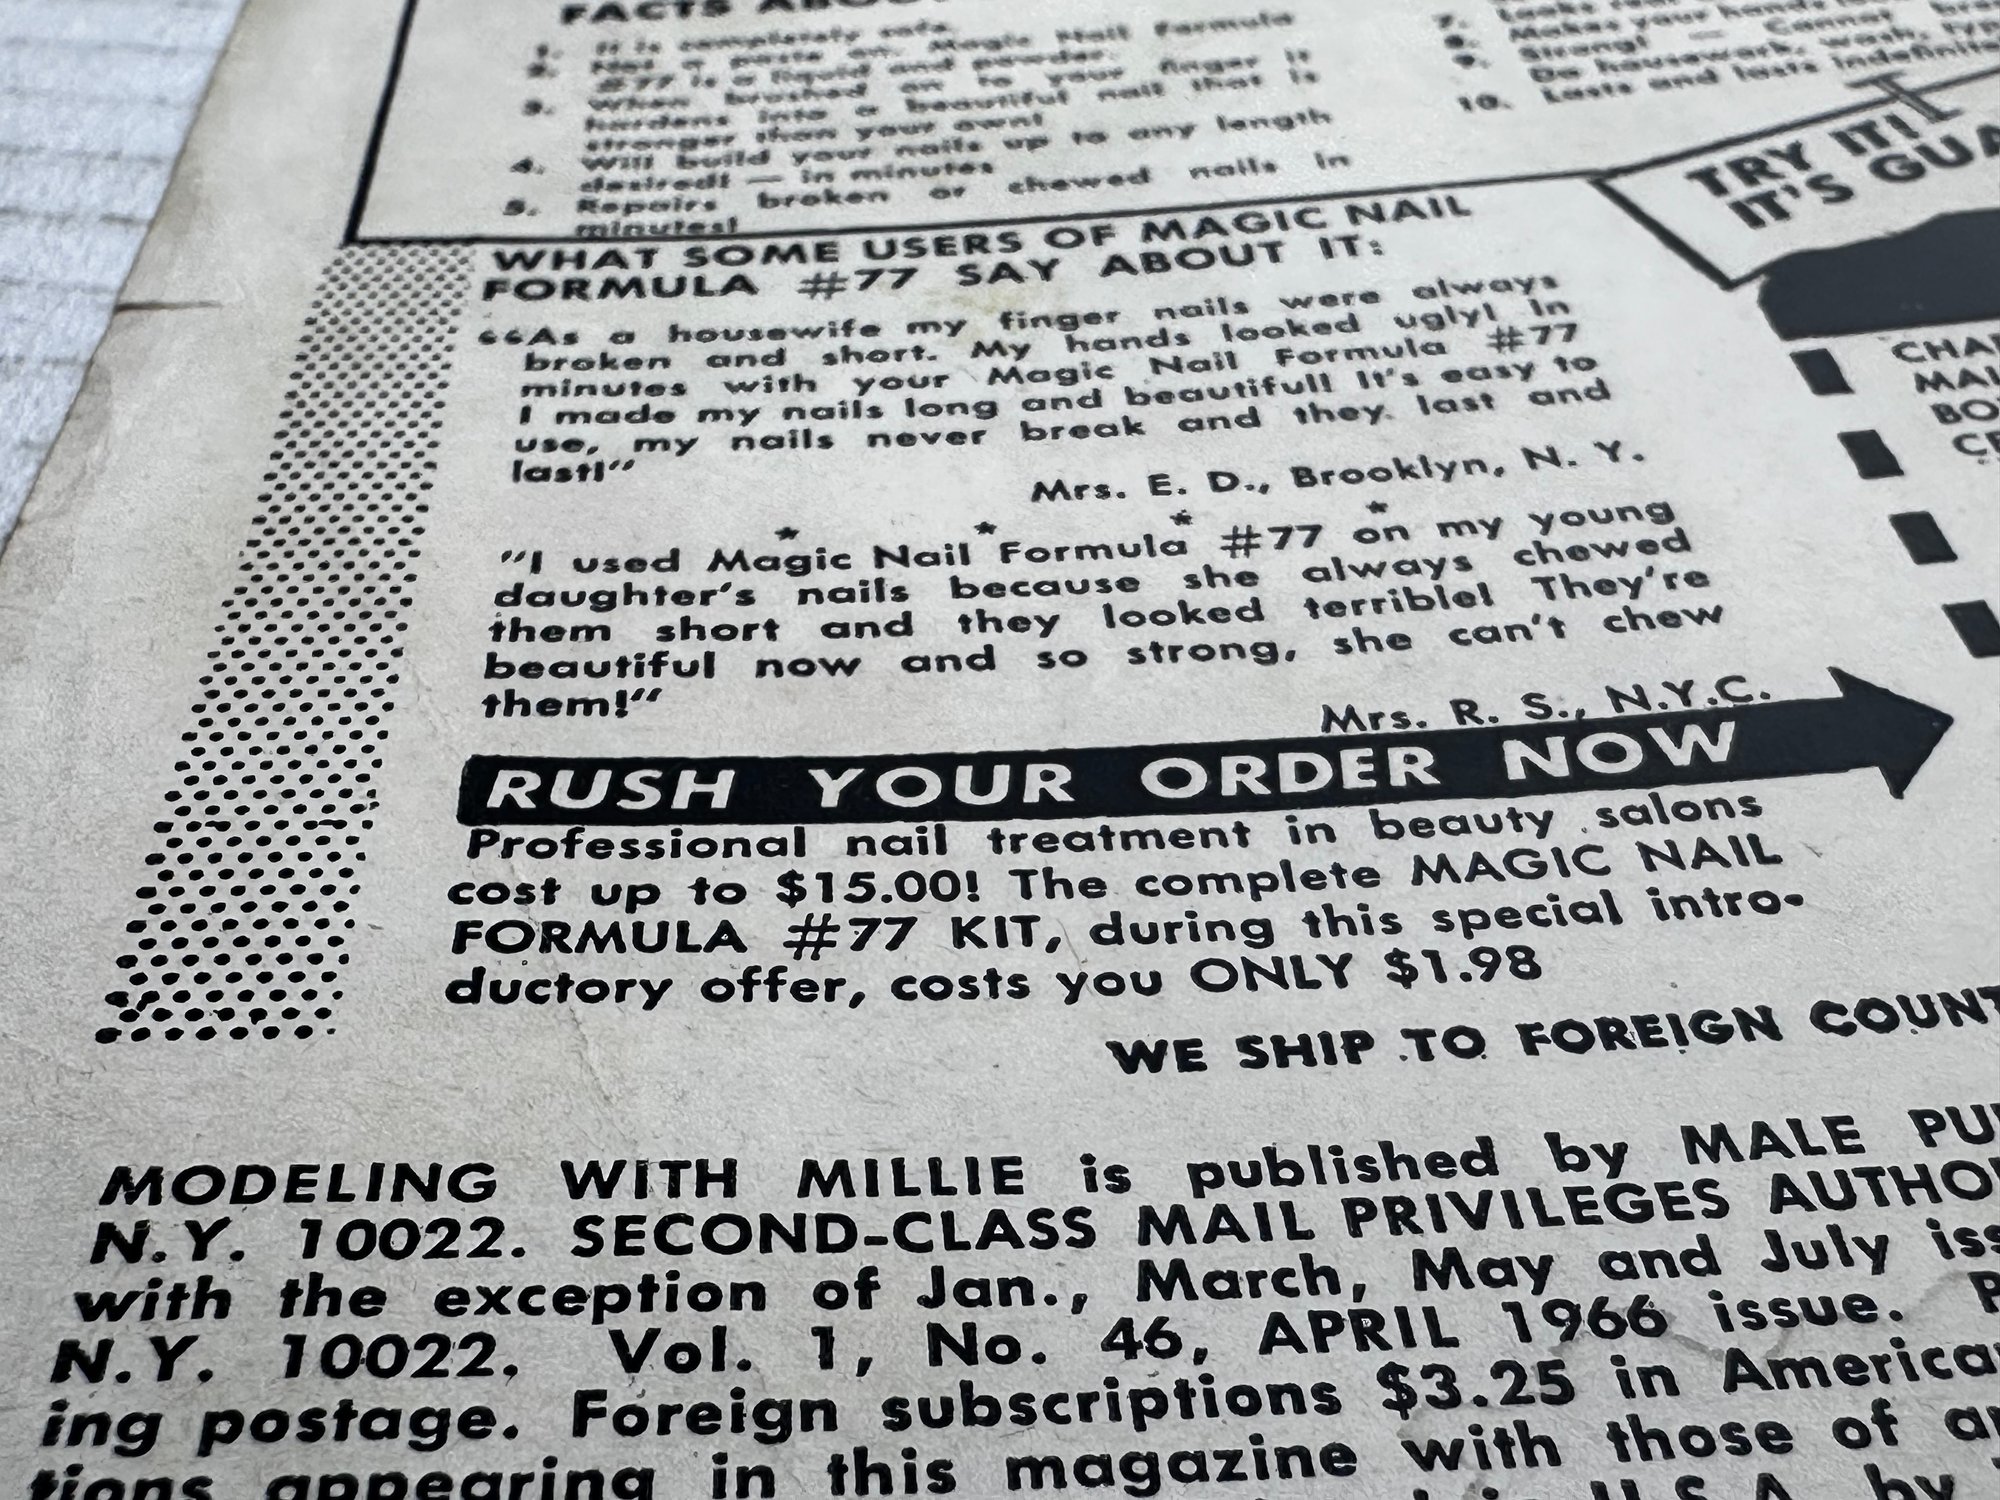 FACTS
1. It is completely safe.
2. Not a paste on. Magic Nail Formula
#77 is a liquid and powder.
3. When brushed on to your finger it
hardens into a beautiful nail that is
stronger than your own!
4. Will build your nails up to any length
desired! — in minutes
5. Repairs broken or chewed nails in
minutes!
7. Looks
8. Makes your hands
9. Strong! — Cannot
Do housework, wash,
10. Lasts and lasts
TRY IT!
IT'S
WHAT SOME USERS OF MAGIC NAIL
FORMULA #77 SAY ABOUT IT:
“As a housewife my finger nails were always
broken and short. My hands looked ugly! In
minutes with your Magic Nail Formula #77
I made my nails long and beautiful! It's easy to
use, my nails never break and they. last and
last!”
Mrs. E. D., Brooklyn, N. Y.
* * * *
"I used Magic Nail Formula #77 on my young
daughter's nails because she always chewed
them short and they looked terrible! They're
beautiful now and so strong, she can't chew
them!”
Mrs. R. S., N.Y.C.
RUSH YOUR ORDER NOW
Professional nail treatment in beauty salons
cost up to $15.00! The complete MAGIC NAIL
FORMULA #77 KIT, during this special intro-
ductory offer, costs you ONLY $1.98
WE SHIP TO FOREIGN
MODELING WITH MILLIE is published by MALE
N.Y. 10022. SECOND-CLASS MAIL PRIVILEGES
with the exception of Jan., March, May and July
N.Y. 10022. Vol. 1, No. 46, APRIL 1966 issue.
ing postage. Foreign subscriptions $3.25 in
tions appearing in this magazine with those of
U.S.A. by